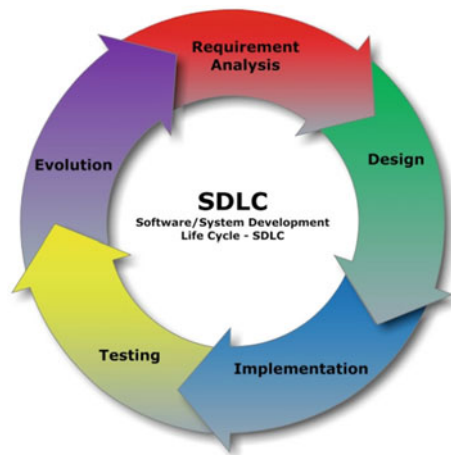 Requirement
Analysis
Design
Implementation
Testing
Evolution
SDLC
Software/System Development
Life Cycle - SDLC